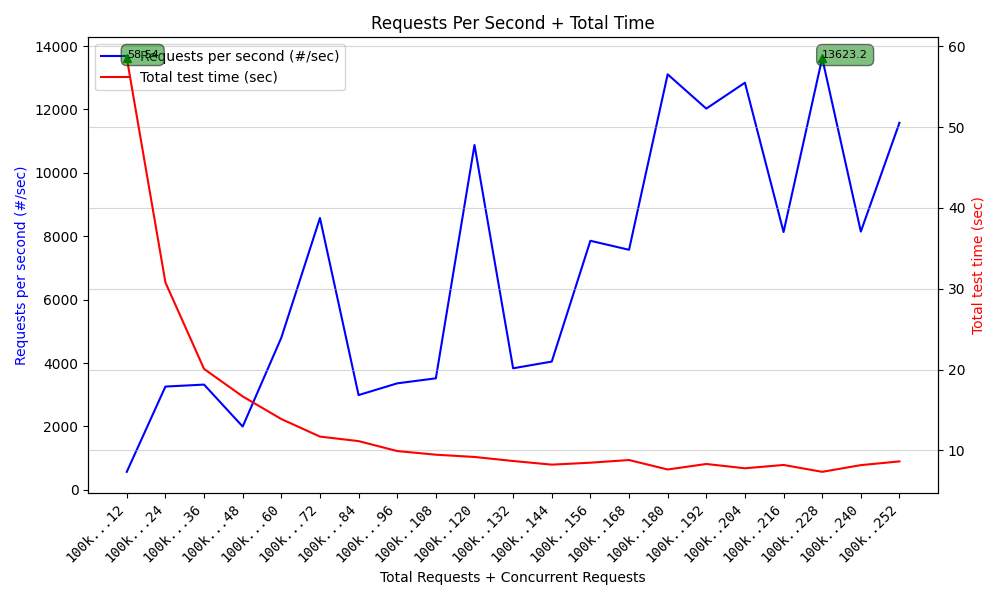 Requests Per Second + Total Time
14000
12000
10000
8000
6000
4000
2000
0
Requests per second (#/sec)
58.54
Requests per second (#/sec)
Total test time (sec)
13623.2
60
50
40
30
20
10
Total test time (sec)
100k...12
100k...24
100k...36
100k...48
100k...60
100k...72
100k...84
100k...96
100k..108
100k..120
100k..132
100k..144
100k..156
100k..168
100k..180
100k..192
100k..204
100k..216
100k..228
100k..240
100k..252
Total Requests + Concurrent Requests